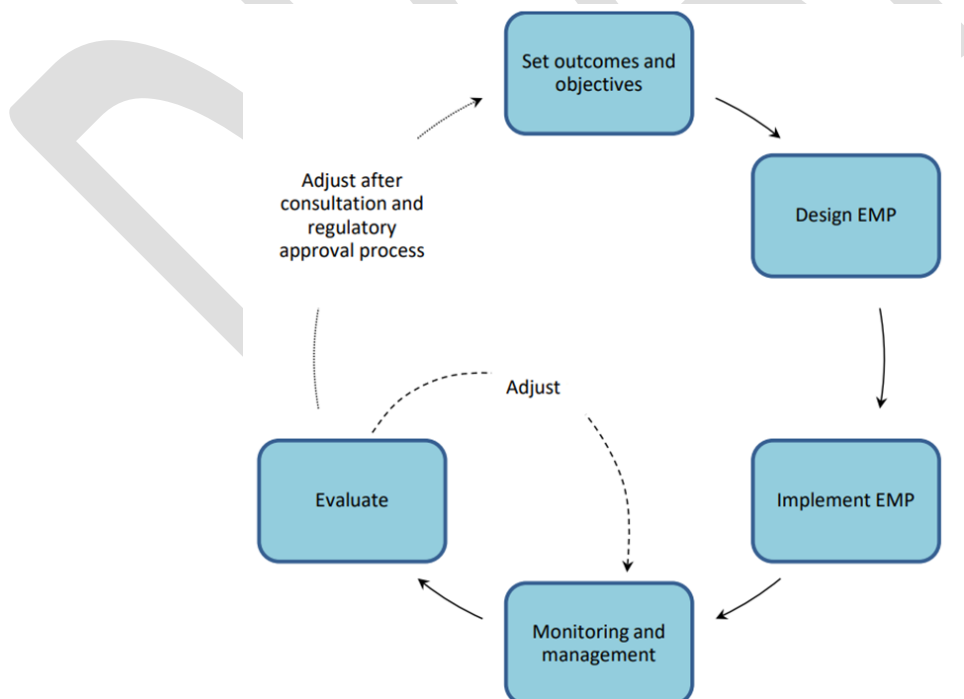 Set outcomes and
objectives
Design EMP
Implement EMP
Monitoring and
management
Evaluate
Adjust
Adjust after
consultation and
regulatory
approval process